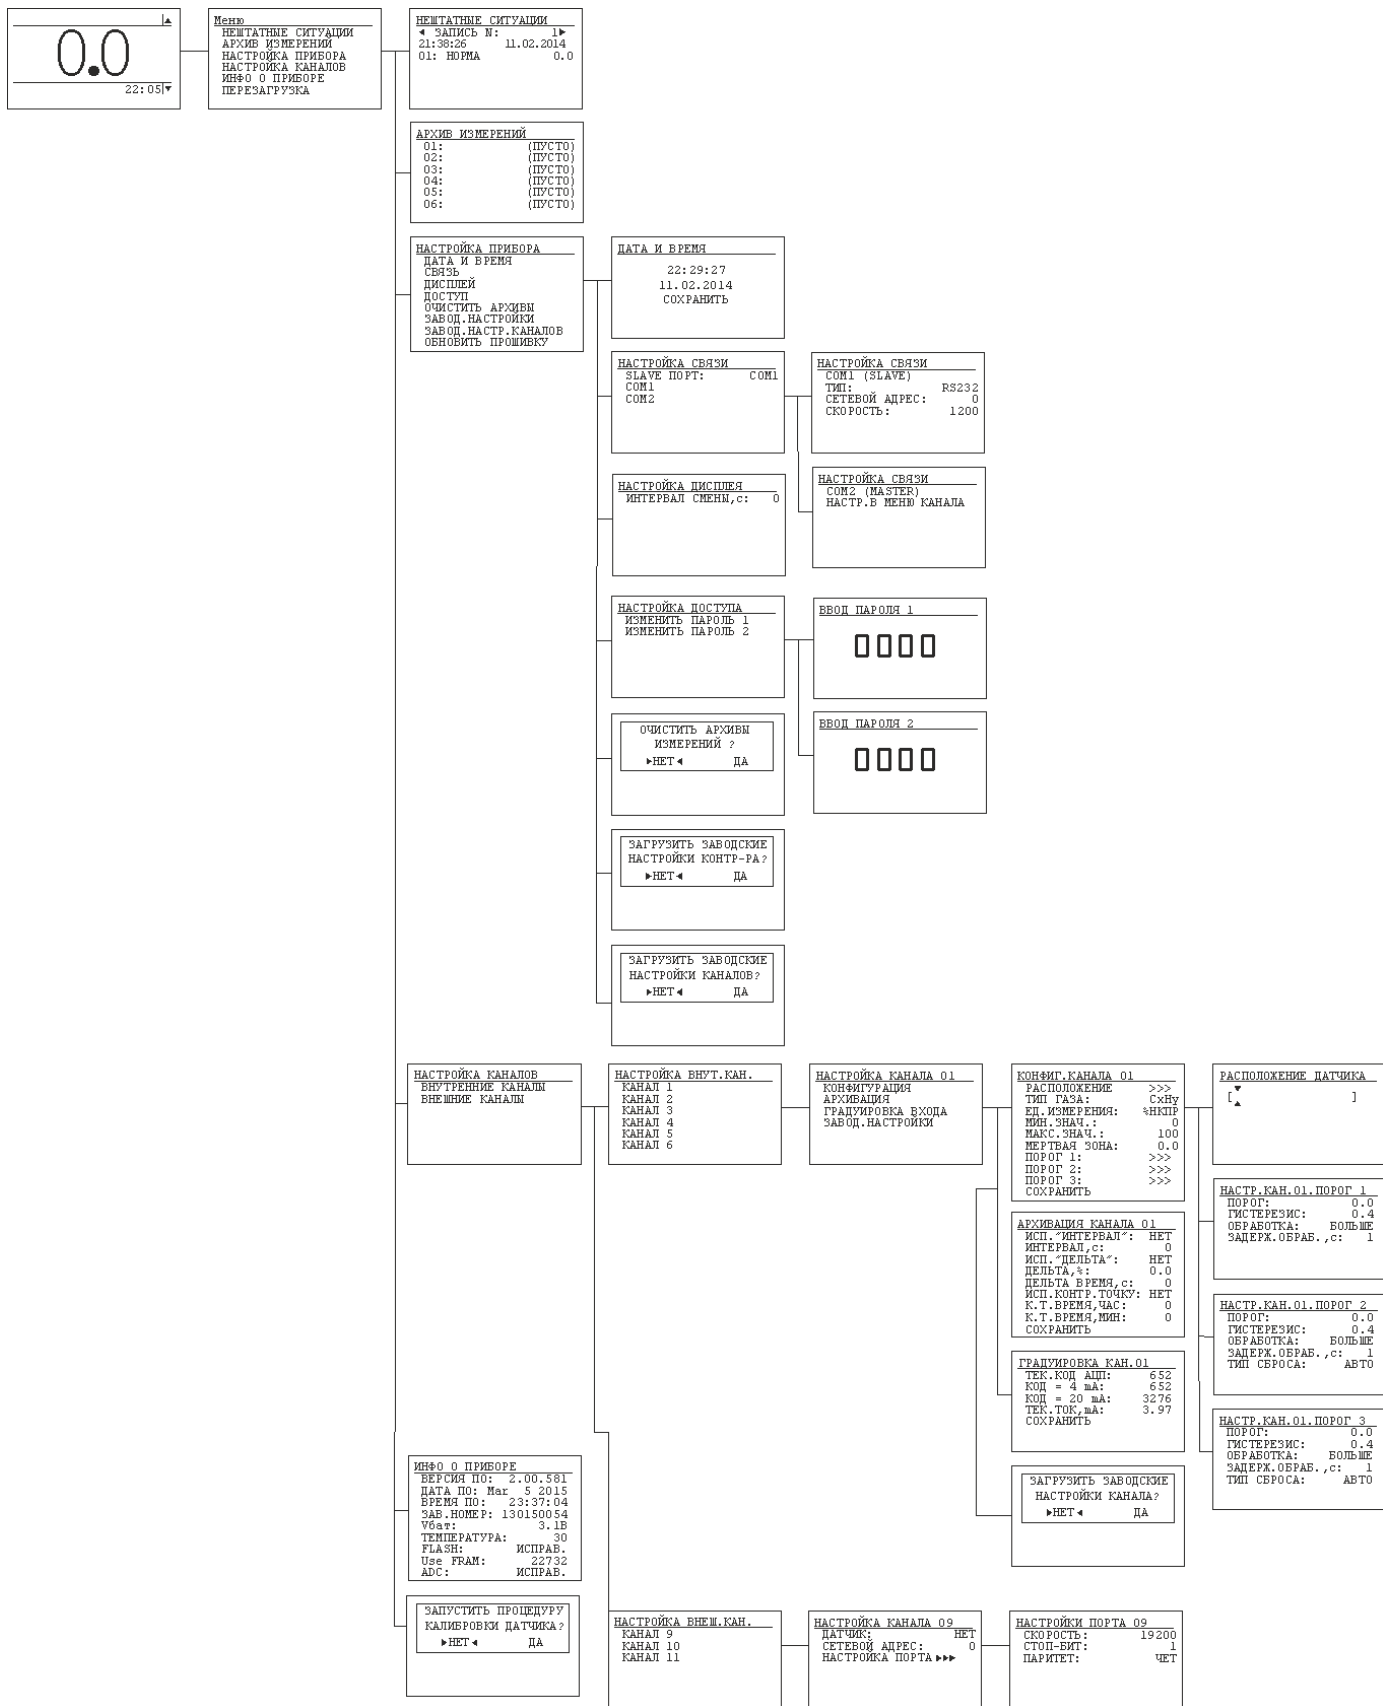 0.0
22:05
Меню
НЕШТАТНЫЕ СИТУАЦИИ
АРХИВ ИЗМЕРЕНИЙ
НАСТРОЙКА ПРИБОРА
НАСТРОЙКА КАНАЛОВ
ИНФО О ПРИБОРЕ
ПЕРЕЗАГРУЗКА
НЕШТАТНЫЕ СИТУАЦИИ
◄ ЗАПИСЬ N: 1►
21:38:26 11.02.2014
01: НОРМА 0.0
АРХИВ ИЗМЕРЕНИЙ
01: (ПУСТО)
02: (ПУСТО)
03: (ПУСТО)
04: (ПУСТО)
05: (ПУСТО)
06: (ПУСТО)
НАСТРОЙКА ПРИБОРА
ДАТА И ВРЕМЯ
СВЯЗЬ
ДИСПЛЕЙ
ДОСТУП
ОЧИСТИТЬ АРХИВЫ
ЗАВОД.НАСТРОЙКИ
ЗАВОД.НАСТР.КАНАЛОВ
ОБНОВИТЬ ПРОШИВКУ
ДАТА И ВРЕМЯ
22:29:27
11.02.2014
СОХРАНИТЬ
НАСТРОЙКА СВЯЗИ
SLAVE ПОРТ: COM1
COM1
COM2
НАСТРОЙКА СВЯЗИ
COM1 (SLAVE)
ТИП: RS232
СЕТЕВОЙ АДРЕС: 0
СКОРОСТЬ: 1200
НАСТРОЙКА СВЯЗИ
COM2 (MASTER)
НАСТР.В МЕНЮ КАНАЛА
НАСТРОЙКА ДИСПЛЕЯ
ИНТЕРВАЛ СМЕНЫ,с: 0
НАСТРОЙКА ДОСТУПА
ИЗМЕНИТЬ ПАРОЛЬ 1
ИЗМЕНИТЬ ПАРОЛЬ 2
ВВОД ПАРОЛЯ 1
0000
ВВОД ПАРОЛЯ 2
0000
ОЧИСТИТЬ АРХИВЫ
ИЗМЕРЕНИЙ ?
►НЕТ◄ ДА
ЗАГРУЗИТЬ ЗАВОДСКИЕ
НАСТРОЙКИ КОНТР-РА?
►НЕТ◄ ДА
ЗАГРУЗИТЬ ЗАВОДСКИЕ
НАСТРОЙКИ КАНАЛОВ?
►НЕТ◄ ДА
НАСТРОЙКА КАНАЛОВ
ВНУТРЕННИЕ КАНАЛЫ
ВНЕШНИЕ КАНАЛЫ
НАСТРОЙКА ВНУТ.КАН.
КАНАЛ 1
КАНАЛ 2
КАНАЛ 3
КАНАЛ 4
КАНАЛ 5
КАНАЛ 6
НАСТРОЙКА КАНАЛА 01
КОНФИГУРАЦИЯ
АРХИВАЦИЯ
ГРАДУИРОВКА ВХОДА
ЗАВОД.НАСТРОЙКИ
КОНФИГ.КАНАЛА 01
РАСПОЛОЖЕНИЕ >>>
ТИП ГАЗА: СхНу
ЕД.ИЗМЕРЕНИЯ: %НКПР
МИН.ЗНАЧ.: 0
МАКС.ЗНАЧ.: 100
МЕРТВАЯ ЗОНА: 0.0
ПОРОГ 1: >>>
ПОРОГ 2: >>>
ПОРОГ 3: >>>
СОХРАНИТЬ
РАСПОЛОЖЕНИЕ ДАТЧИКА
[ ]
НАСТР.КАН.01.ПОРОГ 1
ПОРОГ: 0.0
ГИСТЕРЕЗИС: 0.4
ОБРАБОТКА: БОЛЬШЕ
ЗАДЕРЖ.ОБРАБ.,с: 1
АРХИВАЦИЯ КАНАЛА 01
ИСП."ИНТЕРВАЛ": НЕТ
ИНТЕРВАЛ,с: 0
ИСП."ДЕЛЬТА": НЕТ
ДЕЛЬТА,%: 0.0
ДЕЛЬТА ВРЕМЯ,с: 0
ИСП.КОНТР.ТОЧКУ: НЕТ
К.Т.ВРЕМЯ,ЧАС: 0
К.Т.ВРЕМЯ,МИН: 0
СОХРАНИТЬ
НАСТР.КАН.01.ПОРОГ 2
ПОРОГ: 0.0
ГИСТЕРЕЗИС: 0.4
ОБРАБОТКА: БОЛЬШЕ
ЗАДЕРЖ.ОБРАБ.,с: 1
ТИП СБРОСА: АВТО
ГРАДУИРОВКА КАН.01
ТЕК.КОД АЦП: 652
КОД = 4 mA: 652
КОД = 20 mA: 3276
ТЕК.ТОК,mA: 3.97
СОХРАНИТЬ
НАСТР.КАН.01.ПОРОГ 3
ПОРОГ: 0.0
ГИСТЕРЕЗИС: 0.4
ОБРАБОТКА: БОЛЬШЕ
ЗАДЕРЖ.ОБРАБ.,с: 1
ТИП СБРОСА: АВТО
ЗАГРУЗИТЬ ЗАВОДСКИЕ
НАСТРОЙКИ КАНАЛА?
►НЕТ◄ ДА
ИНФО О ПРИБОРЕ
ВЕРСИЯ ПО: 2.00.581
ДАТА ПО: Mar 5 2015
ВРЕМЯ ПО: 23:37:04
ЗАВ.НОМЕР: 130150054
Vбат: 3.1В
ТЕМПЕРАТУРА: 30
FLASH: ИСПРАВ.
Use FRAM: 22732
ADC: ИСПРАВ.
ЗАПУСТИТЬ ПРОЦЕДУРУ
КАЛИБРОВКИ ДАТЧИКА?
►НЕТ◄ ДА
НАСТРОЙКА ВНЕШ.КАН.
КАНАЛ 9
КАНАЛ 10
КАНАЛ 11
НАСТРОЙКА КАНАЛА 09
ДАТЧИК: НЕТ
СЕТЕВОЙ АДРЕС: 0
НАСТРОЙКА ПОРТА ►►►
НАСТРОЙКИ ПОРТА 09
СКОРОСТЬ: 19200
СТОП-БИТ: 1
ПАРИТЕТ: ЧЕТ